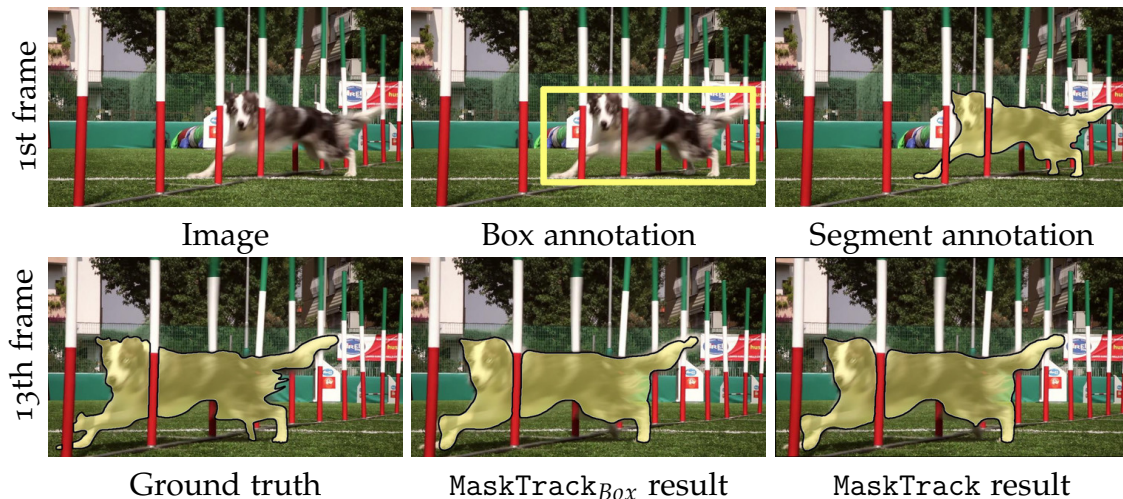 1st frame
Image
Box annotation
Segment annotation
13th frame
Ground truth
MaskTrack_Box result
MaskTrack result